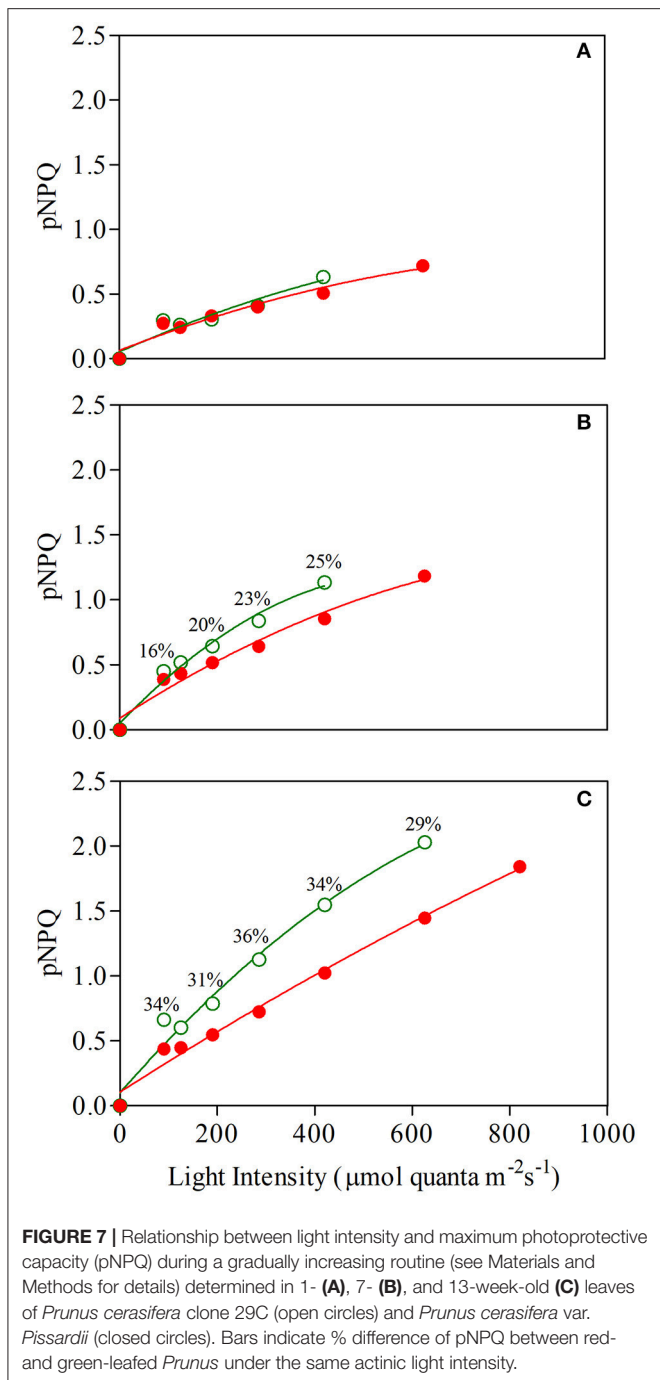 A
2.5
2.0
1.5
1.0
0.5
0.0
pNPQ
B
2.5
2.0
1.5
1.0
0.5
0.0
pNPQ
16%
20%
23%
25%
C
2.5
2.0
1.5
1.0
0.5
0.0
pNPQ
34%
31%
36%
34%
29%
0
200
400
600
800
1000
Light Intensity (μmol quanta m⁻²s⁻¹)
FIGURE 7 | Relationship between light intensity and maximum photoprotective
capacity (pNPQ) during a gradually increasing routine (see Materials and
Methods for details) determined in 1- (A), 7- (B), and 13-week-old (C) leaves
of Prunus cerasifera clone 29C (open circles) and Prunus cerasifera var.
Pissardii (closed circles). Bars indicate % difference of pNPQ between red-
and green-leafed Prunus under the same actinic light intensity.